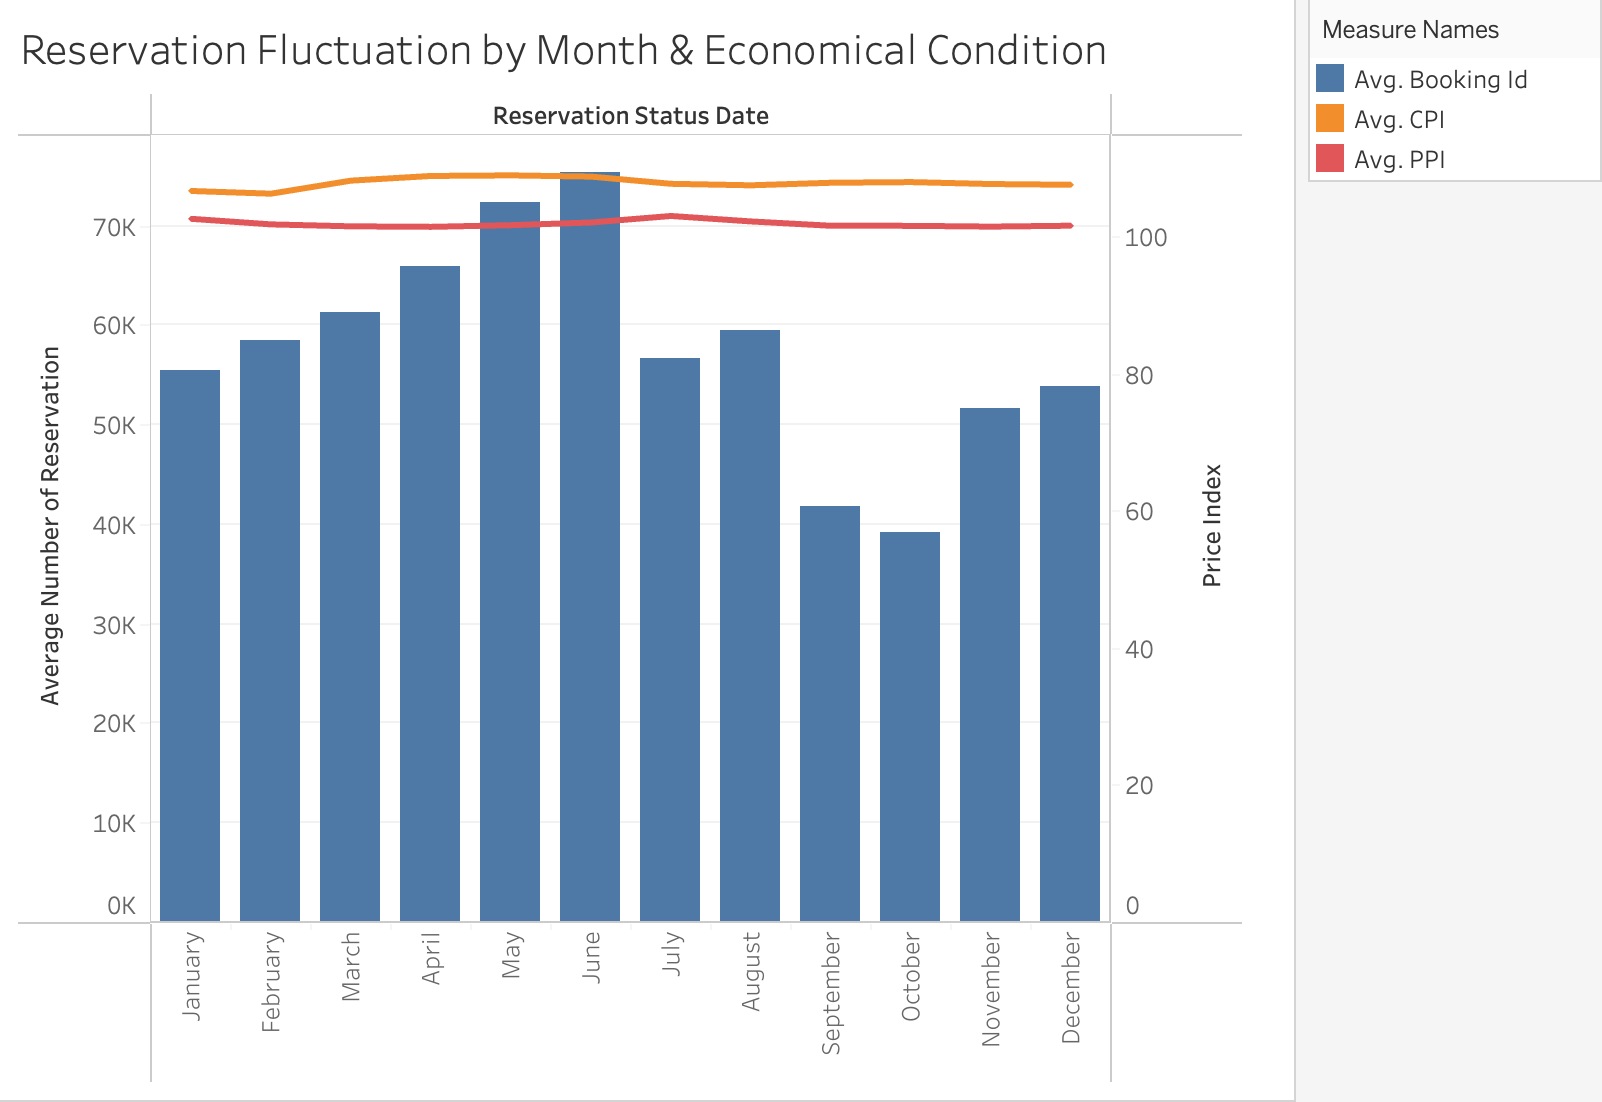 Reservation Fluctuation by Month & Economical Condition
Measure Names
Avg. Booking Id
Avg. CPI
Avg. PPI
Reservation Status Date
Average Number of Reservation
70K
60K
50K
40K
30K
20K
10K
0K
100
80
60
40
20
0
Price Index
January
February
March
April
May
June
July
August
September
October
November
December